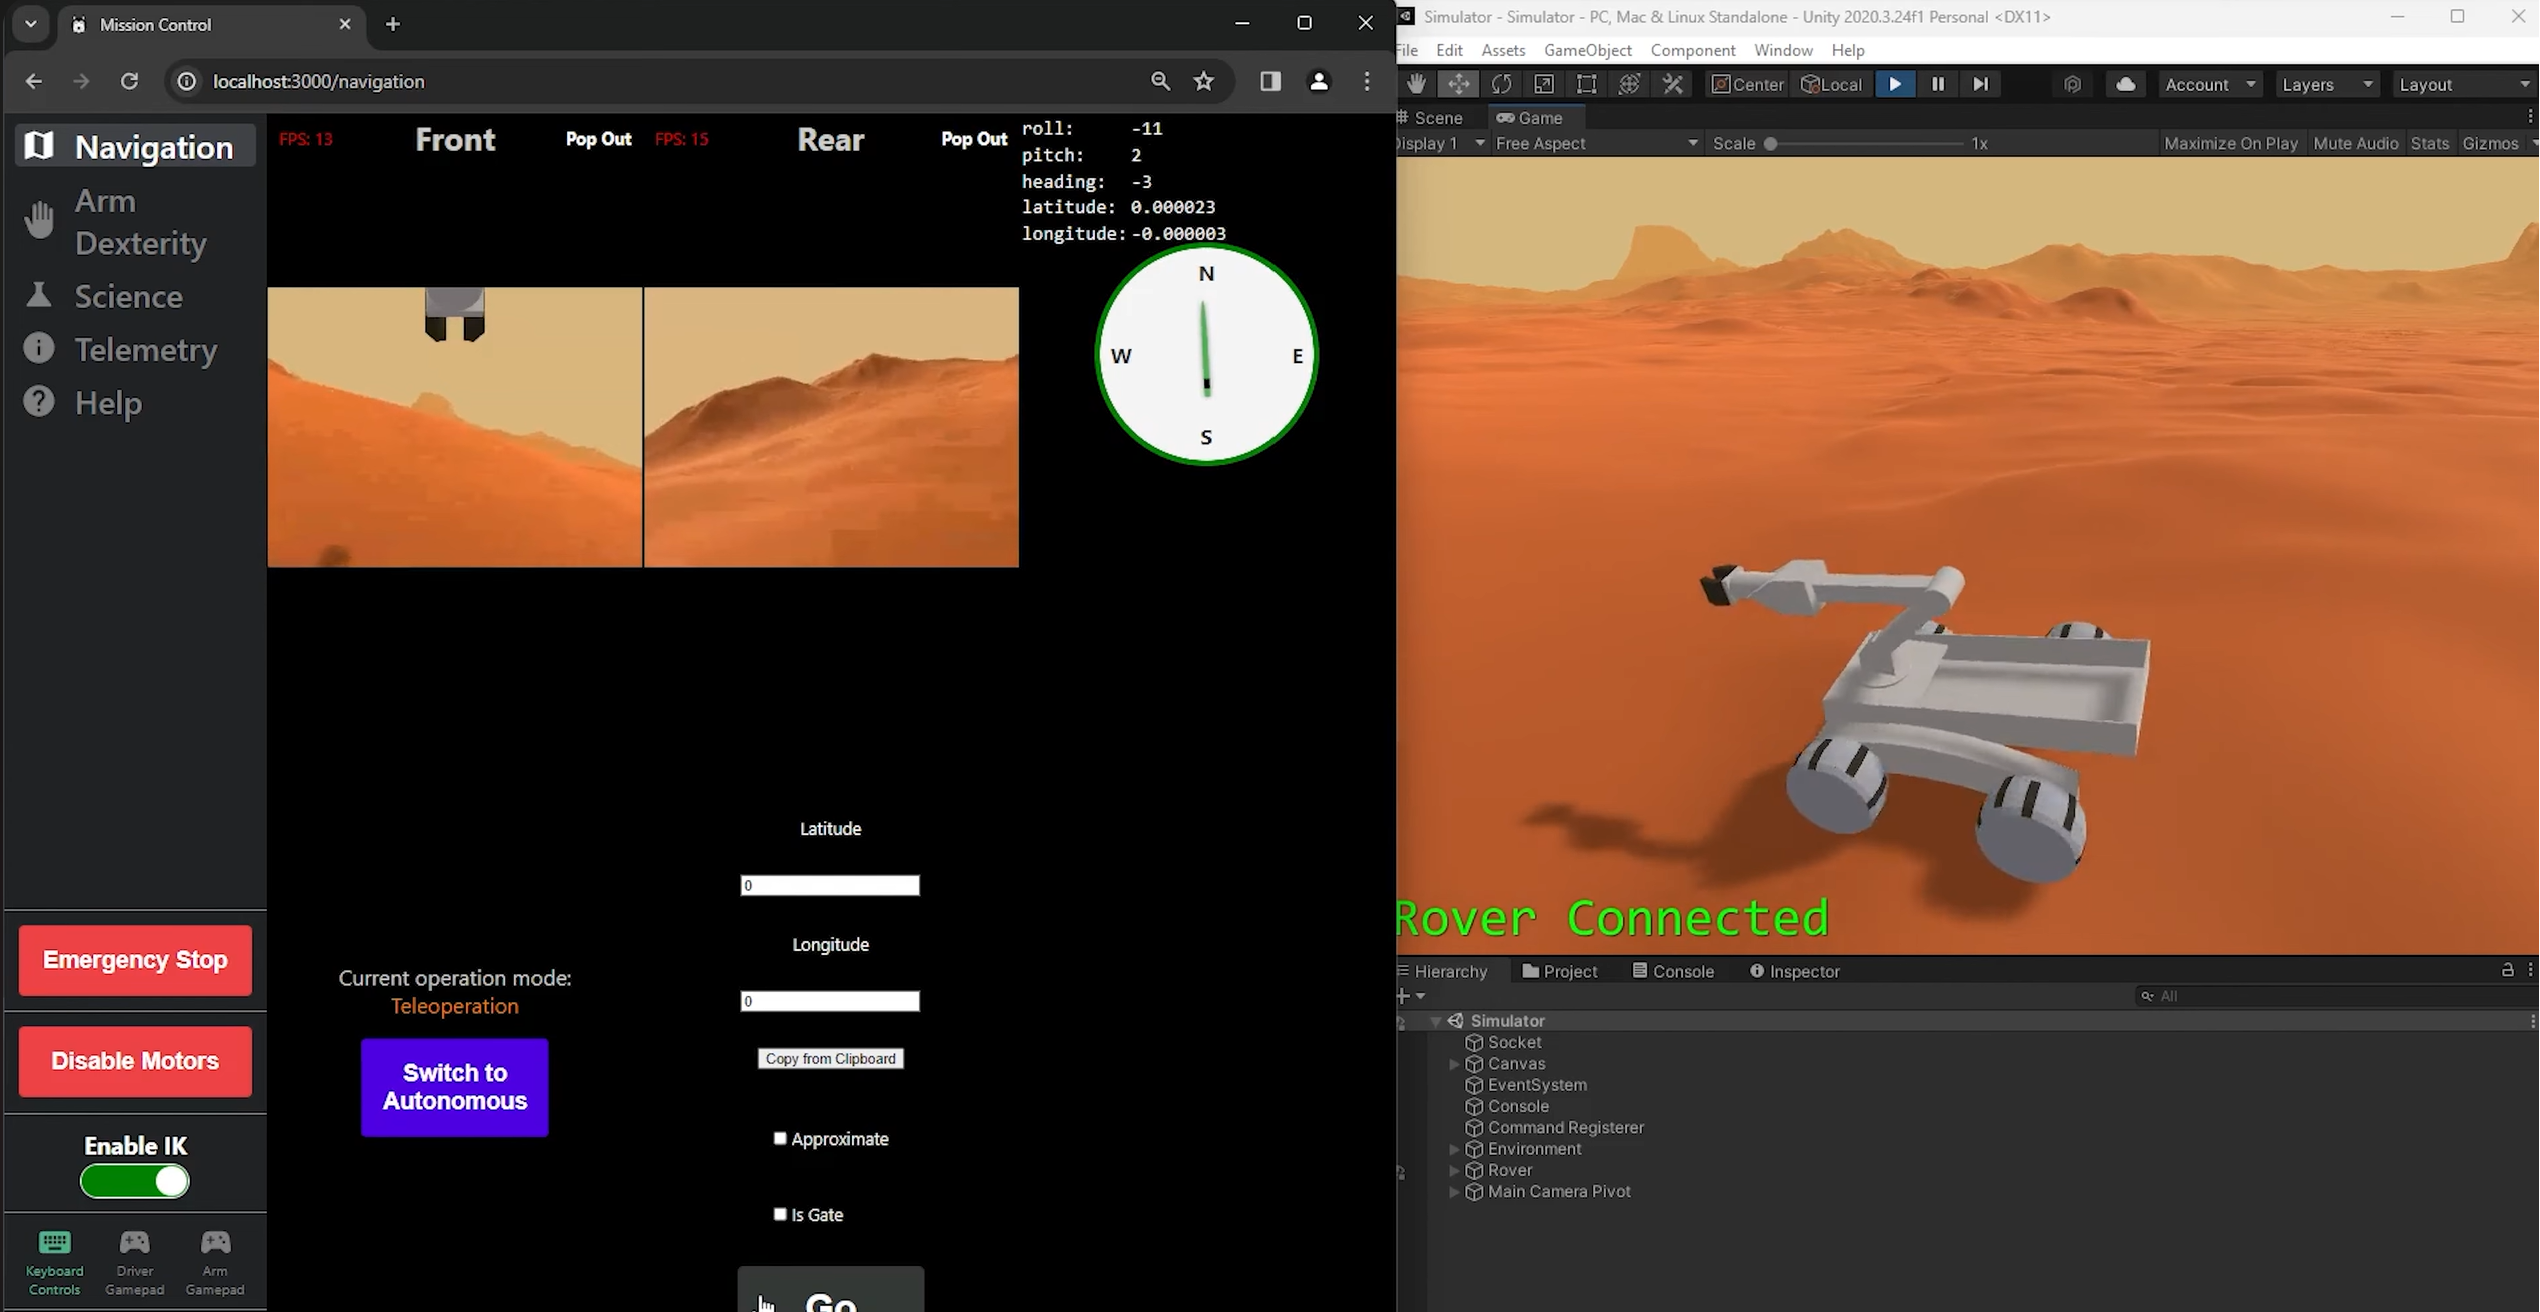 Mission Control
localhost:3000/navigation
Navigation
Arm
Dexterity
Science
Telemetry
Help
Emergency Stop
Disable Motors
Enable IK
Keyboard
Controls
Driver
Gamepad
Arm
Gamepad
FPS: 13
Front
Pop Out
FPS: 15
Rear
Pop Out
roll: -11
pitch: 2
heading: -3
latitude: 0.000023
longitude: -0.000003
N
W
E
S
Current operation mode:
Teleoperation
Switch to
Autonomous
Latitude
0
Longitude
0
Copy from Clipboard
Approximate
Is Gate
Go
Simulator - Simulator - PC, Mac & Linux Standalone - Unity 2020.3.24f1 Personal <DX11>
File Edit Assets GameObject Component Window Help
Center Local Account Layers Layout
Scene Game
Display 1 Free Aspect Scale 1x Maximize On Play Mute Audio Stats Gizmos
Rover Connected
Hierarchy Project Console Inspector
All
Simulator
Socket
Canvas
EventSystem
Console
Command Registerer
Environment
Rover
Main Camera Pivot